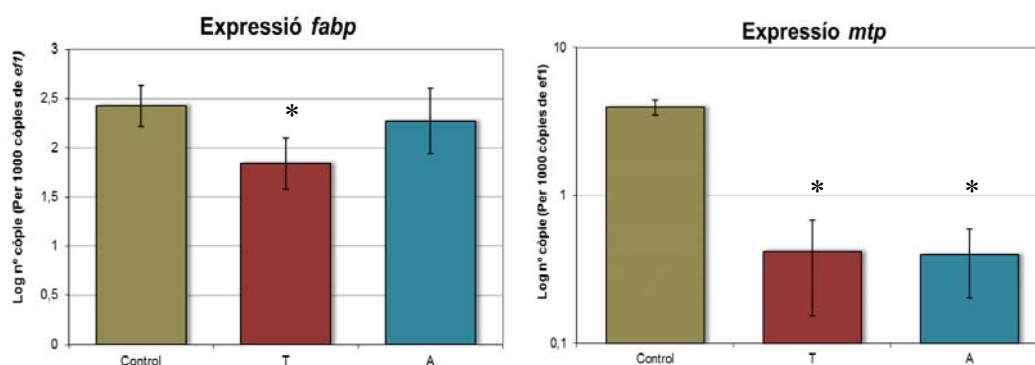 Expressió fabp
Log nº còpie (Per 1000 còpies de ef1)
3
2,5
2
1,5
1
0,5
0
*
Control
T
A
Expressío mtp
Log nº còpie (Per 1000 còpies de ef1)
10
1
0,1
*
*
Control
T
A